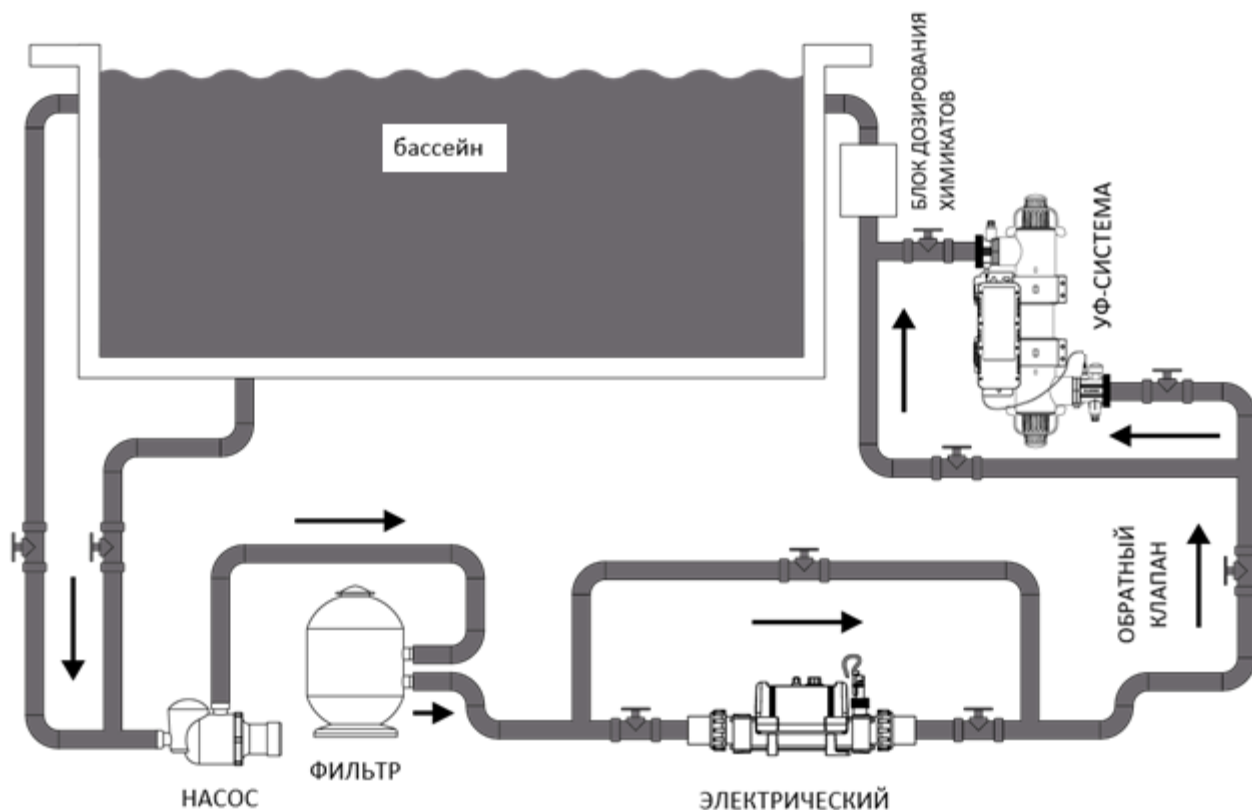 бассейн
БЛОК ДОЗИРОВАНИЯ
ХИМИКАТОВ
УФ-СИСТЕМА
ОБРАТНЫЙ
КЛАПАН
ФИЛЬТР
НАСОС
ЭЛЕКТРИЧЕСКИЙ